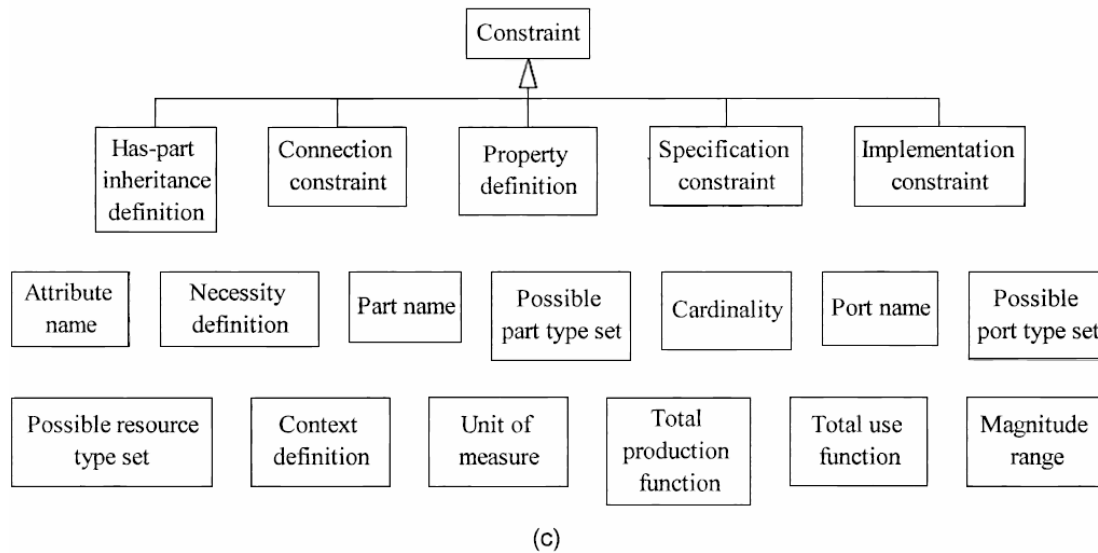 Constraint
Has-part
inheritance
definition
Connection
constraint
Property
definition
Specification
constraint
Implementation
constraint
Attribute
name
Necessity
definition
Part name
Possible
part type set
Cardinality
Port name
Possible
port type set
Possible resource
type set
Context
definition
Unit of
measure
Total
production
function
Total use
function
Magnitude
range
(c)